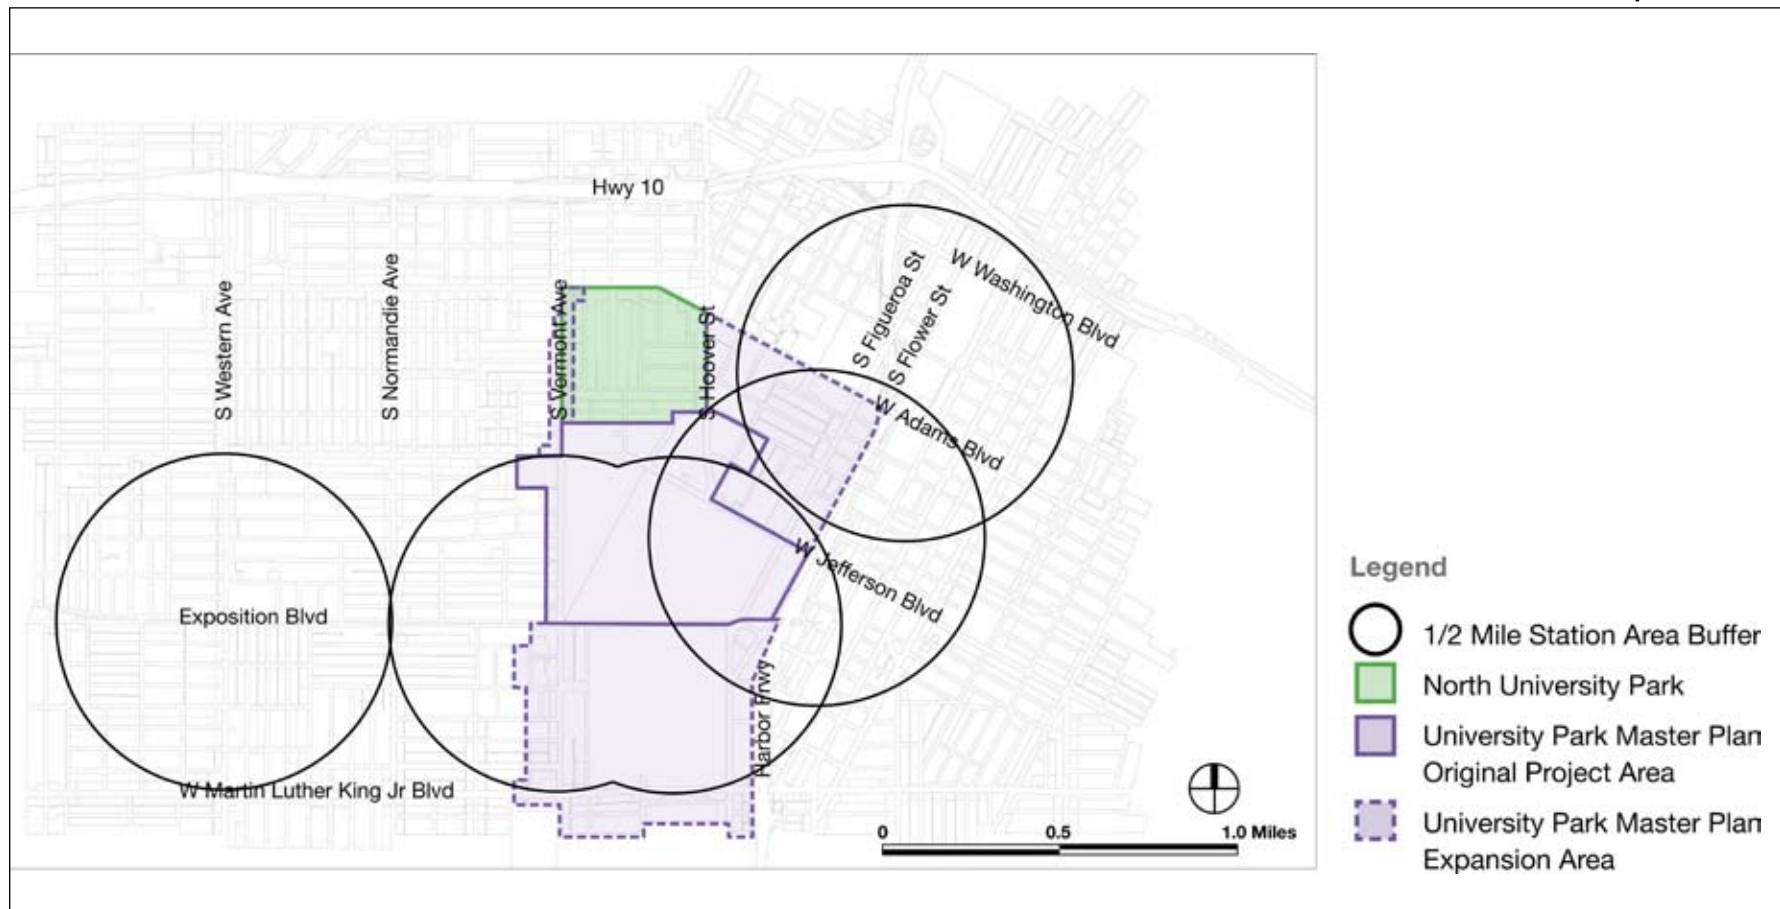 Hwy 10
S Western Ave
S Normandie Ave
S Vermont Ave
S Hoover St
S Figueroa St
S Flower St
W Washington Blvd
W Adams Blvd
W Jefferson Blvd
Exposition Blvd
Harbor Frwy
W Martin Luther King Jr Blvd
0 0.5 1.0 Miles
Legend
1/2 Mile Station Area Buffer
North University Park
University Park Master Plan
Original Project Area
University Park Master Plan
Expansion Area